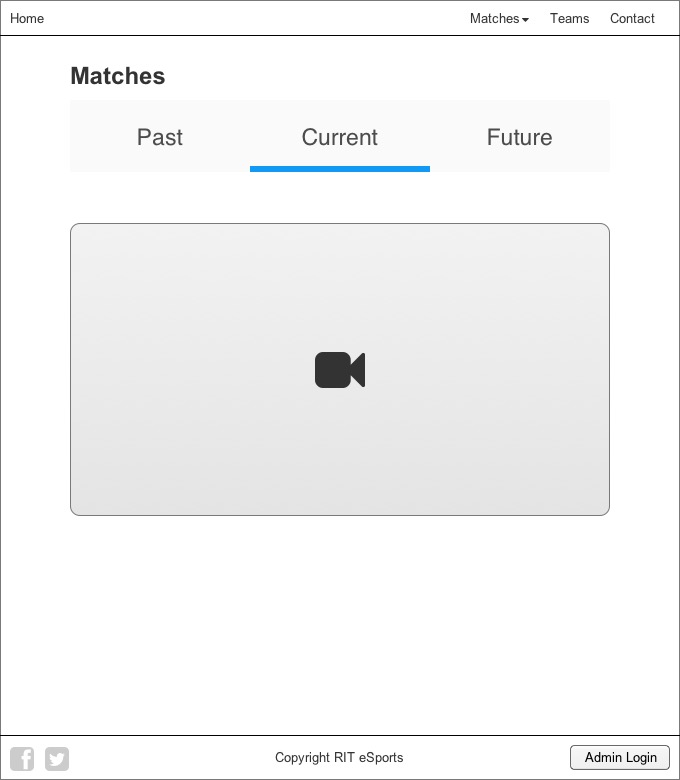 Home Matches Teams Contact
Matches
Past Current Future
Copyright RIT eSports Admin Login